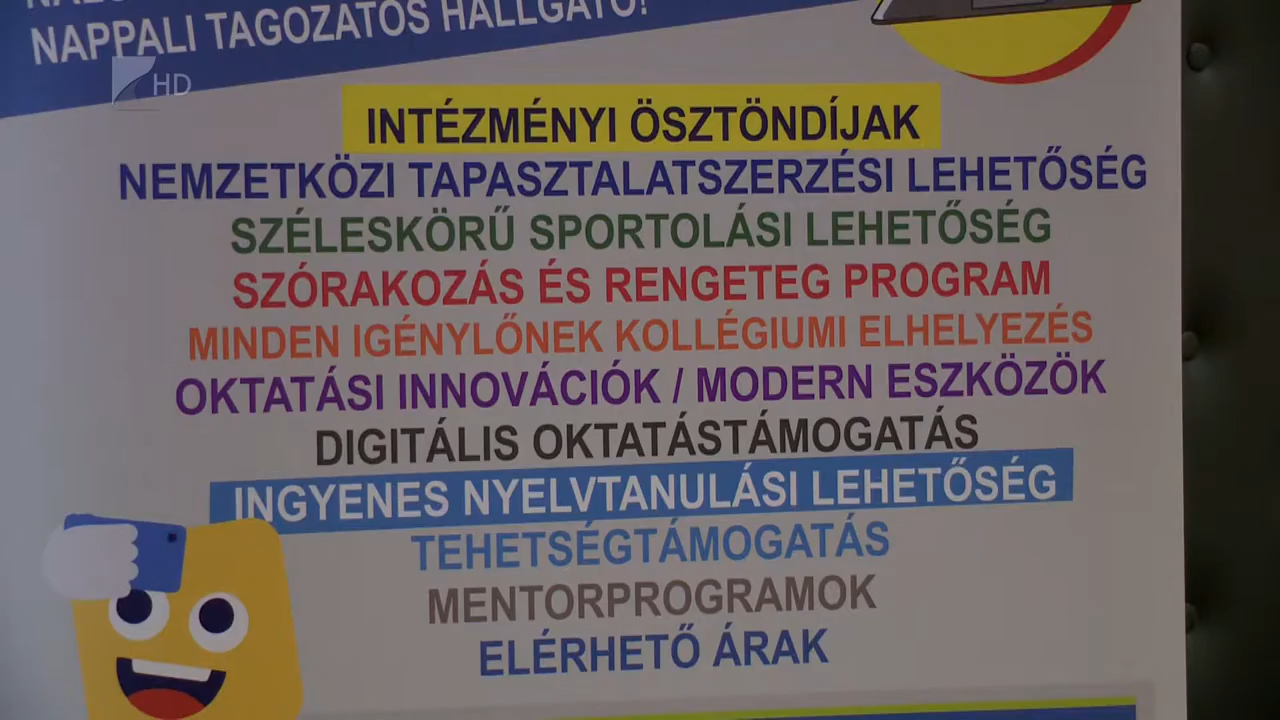 NAPPALI TAGOZATOS HALLGATÓ!
HD
INTÉZMÉNYI ÖSZTÖNDÍJAK
NEMZETKÖZI TAPASZTALATSZERZÉSI LEHETŐSÉG
SZÉLESKÖRŰ SPORTOLÁSI LEHETŐSÉG
SZÓRAKOZÁS ÉS RENGETEG PROGRAM
MINDEN IGÉNYLŐNEK KOLLÉGIUMI ELHELYEZÉS
OKTATÁSI INNOVÁCIÓK / MODERN ESZKÖZÖK
DIGITÁLIS OKTATÁSTÁMOGATÁS
INGYENES NYELVTANULÁSI LEHETŐSÉG
TEHETSÉGTÁMOGATÁS
MENTORPROGRAMOK
ELÉRHETŐ ÁRAK